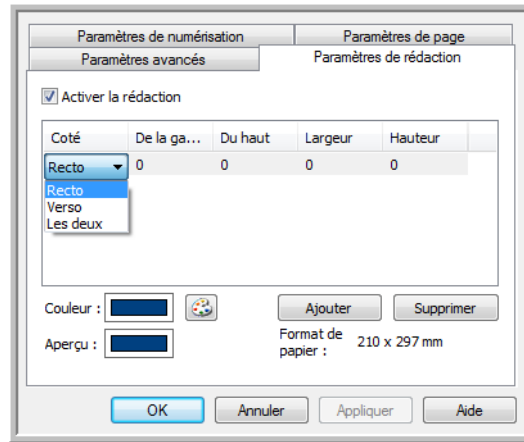 Paramètres de numérisation Paramètres de page
Paramètres avancés Paramètres de rédaction
Activer la rédaction
Coté De la ga... Du haut Largeur Hauteur
Recto 0 0 0 0
Recto
Verso
Les deux
Couleur : Ajouter Supprimer
Aperçu : Format de papier : 210 x 297 mm
OK Annuler Appliquer Aide